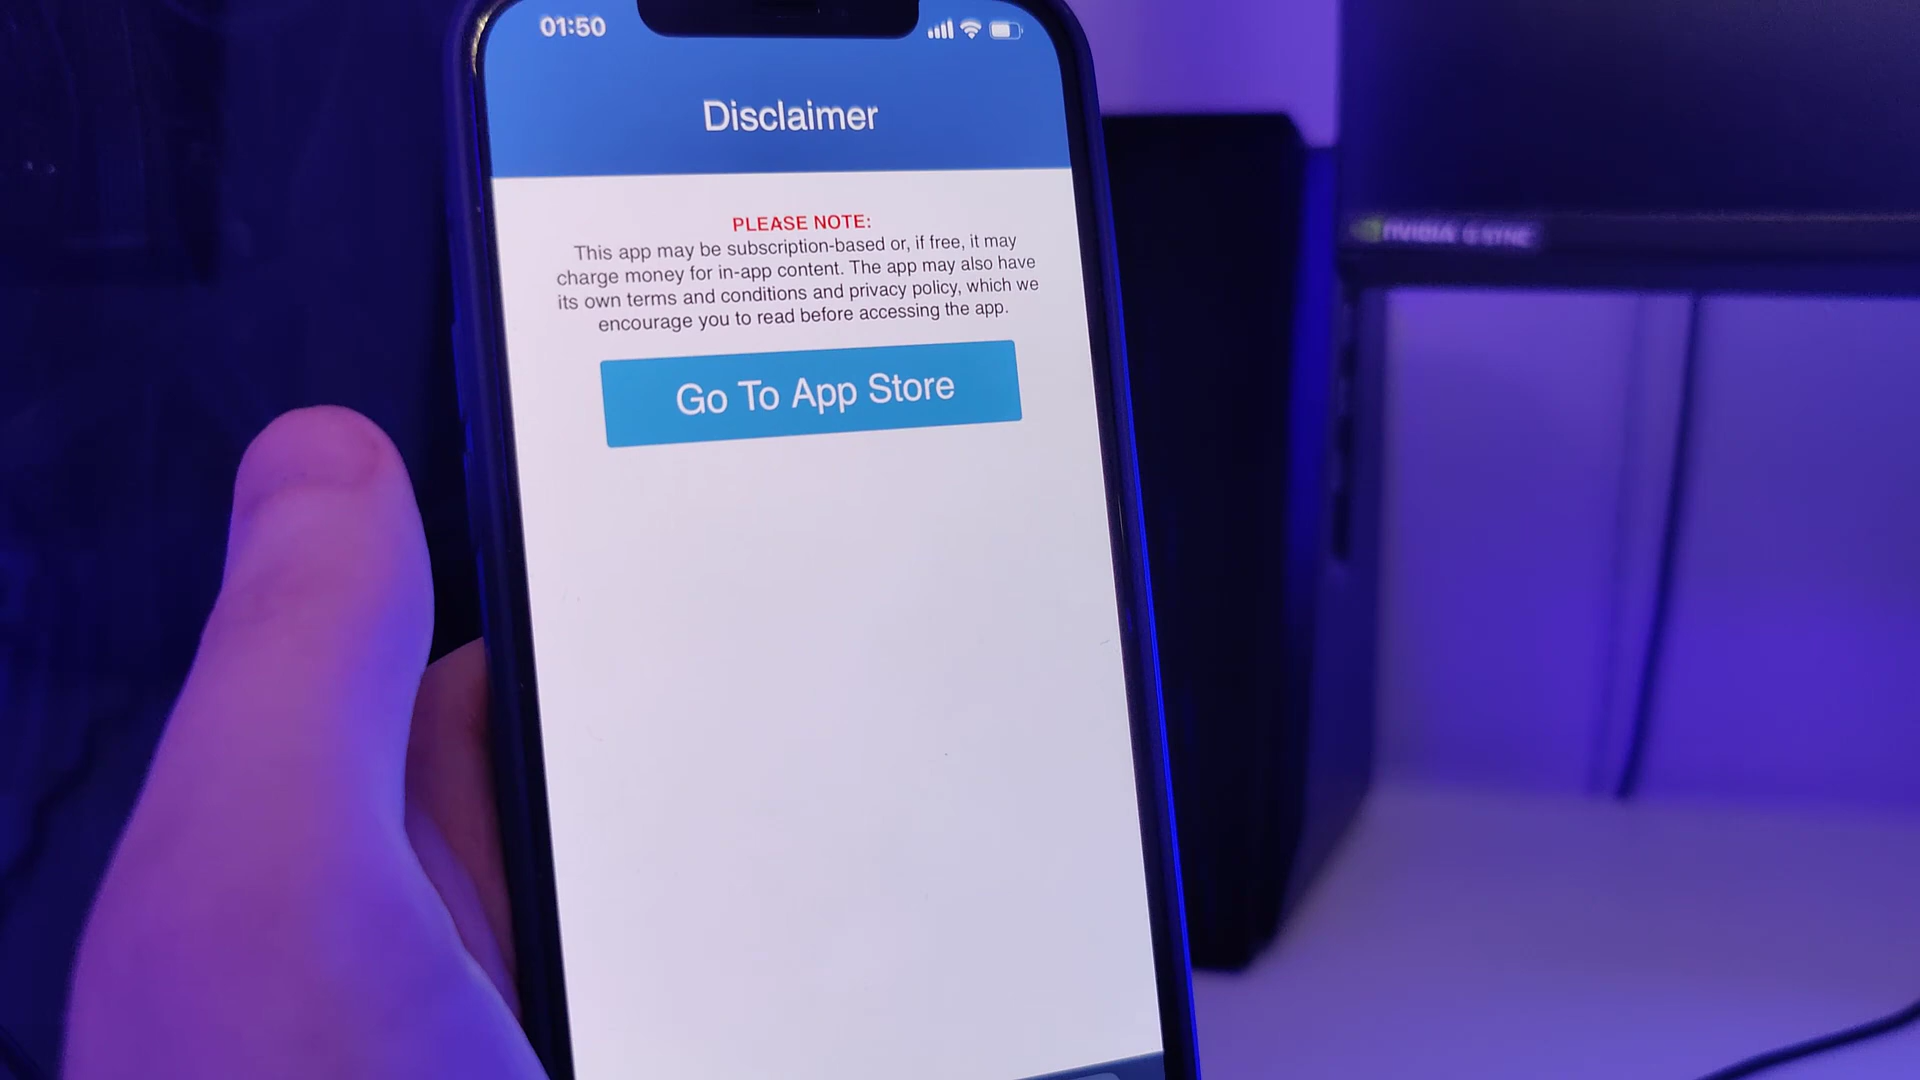 01:50
Disclaimer
PLEASE NOTE:
This app may be subscription-based or, if free, it may
charge money for in-app content. The app may also have
its own terms and conditions and privacy policy, which we
encourage you to read before accessing the app.
Go To App Store
NVIDIA G-SYNC